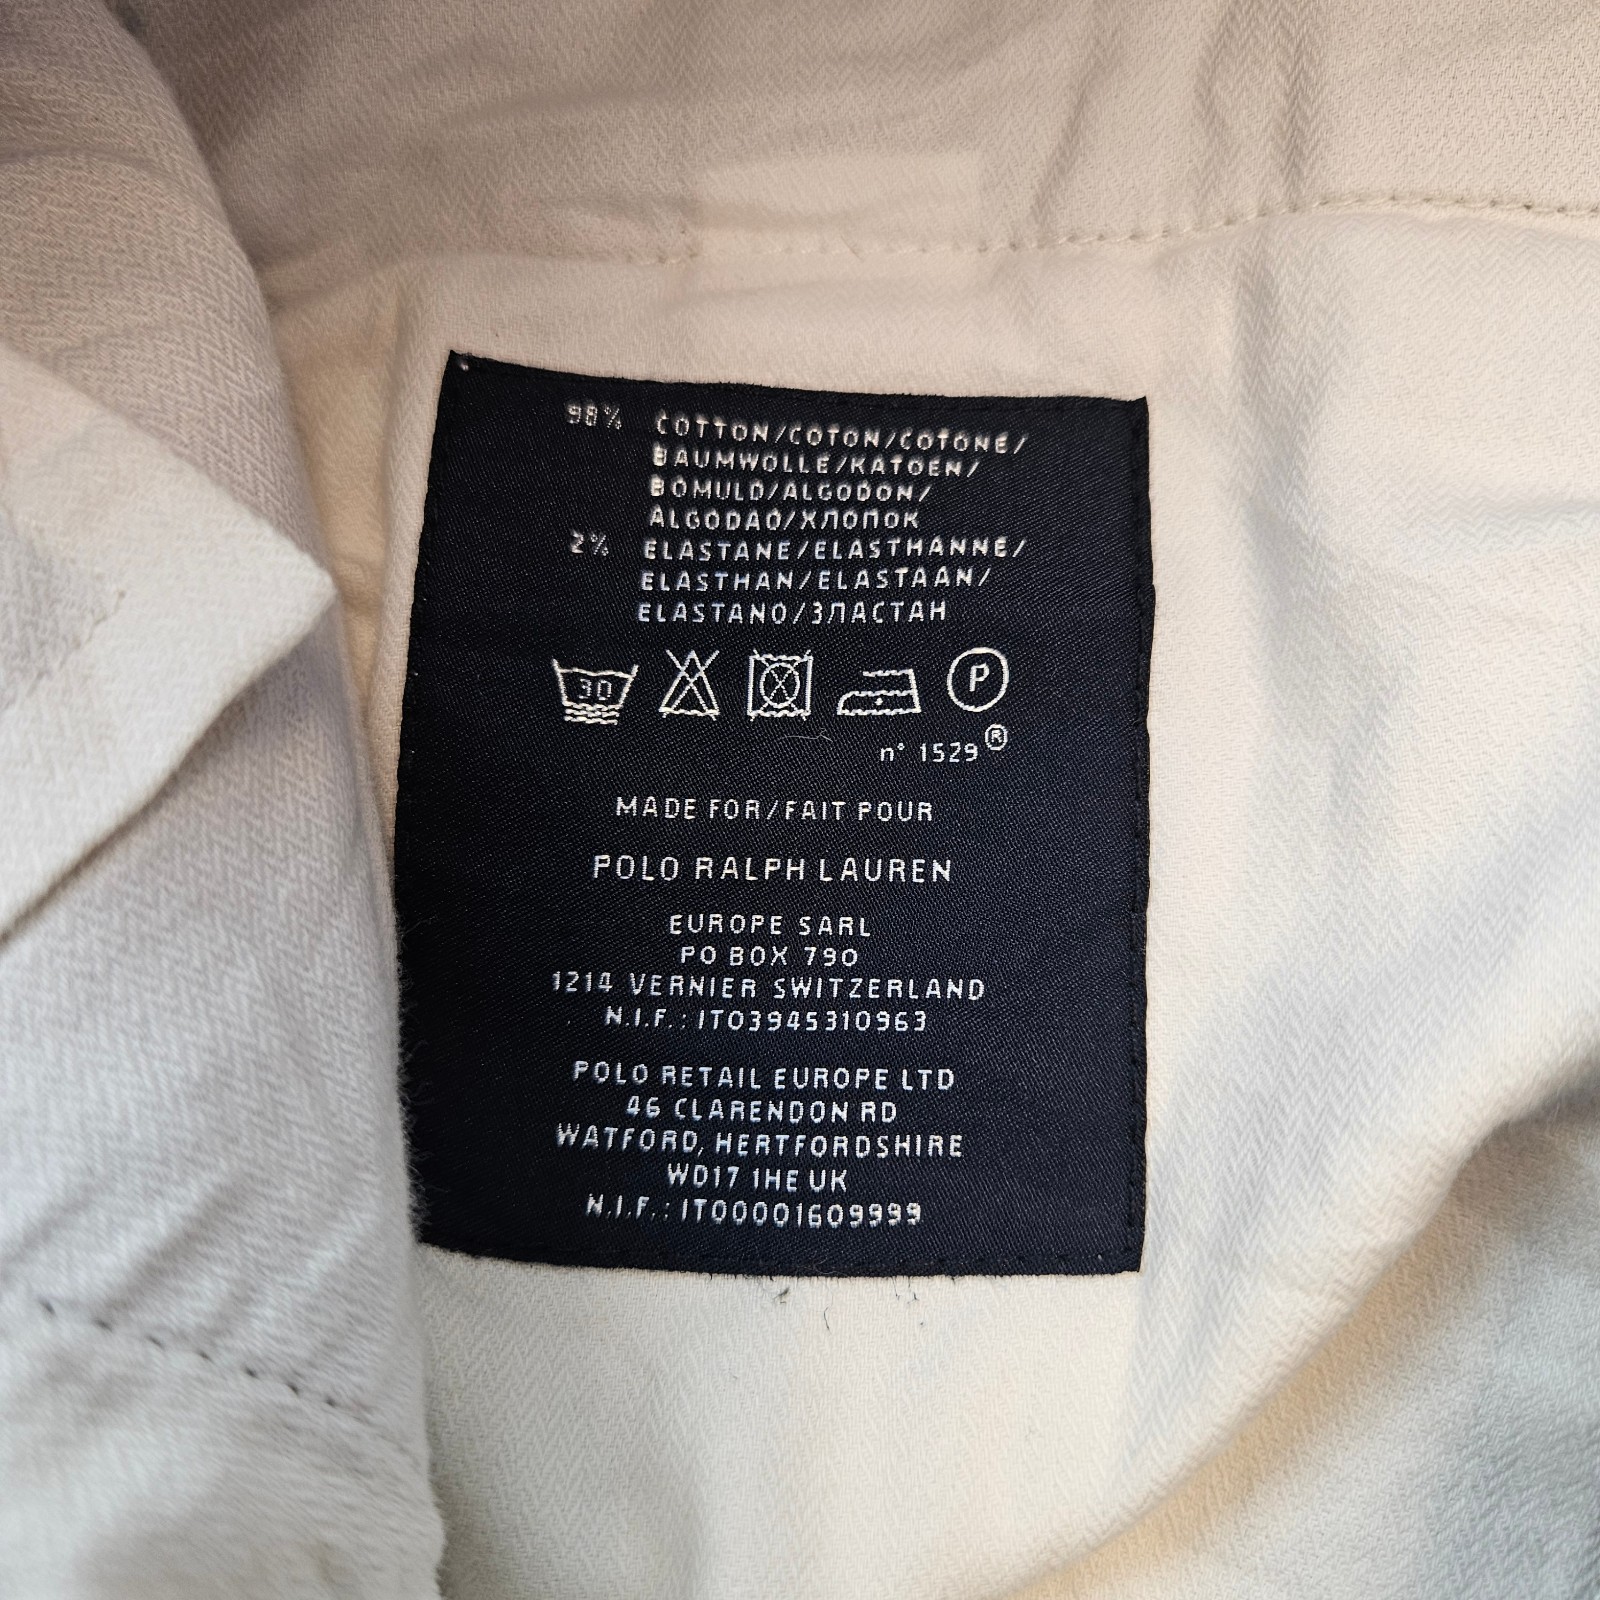 98% COTTON/COTON/COTONE/
BAUMWOLLE/KATOEN/
BOMULD/ALGODON/
ALGODAO/ХЛОПОК
2% ELASTANE/ELASTHANNE/
ELASTHAN/ELASTAAN/
ELASTANO/ЗЛАСТАН
30
P
n° 1529®
MADE FOR/FAIT POUR
POLO RALPH LAUREN
EUROPE SARL
PO BOX 790
1214 VERNIER SWITZERLAND
N.I.F.: IT03945310963
POLO RETAIL EUROPE LTD
46 CLARENDON RD
WATFORD, HERTFORDSHIRE
WD17 1HE UK
N.I.F.: IT00001609999